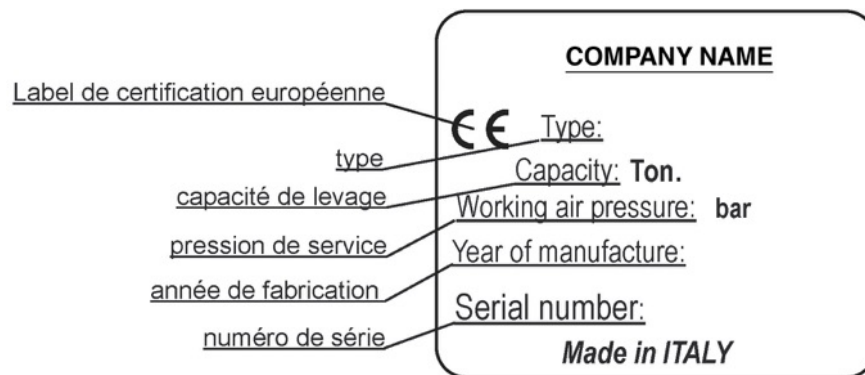 COMPANY NAME
Label de certification européenne
CE Type:
type
Capacity: Ton.
capacité de levage
Working air pressure: bar
pression de service
Year of manufacture:
année de fabrication
Serial number:
numéro de série
Made in ITALY